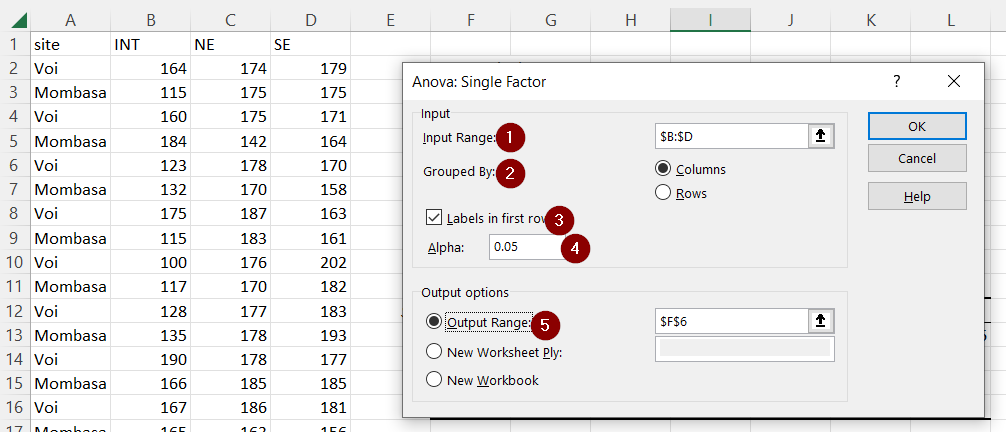 A B C D E F G H I J K L
1 site INT NE SE
2 Voi 164 174 179
3 Mombasa 115 175 175
4 Voi 160 175 171
5 Mombasa 184 142 164
6 Voi 123 178 170
7 Mombasa 132 170 158
8 Voi 175 187 163
9 Mombasa 115 183 161
10 Voi 100 176 202
11 Mombasa 117 170 182
12 Voi 128 177 183
13 Mombasa 135 178 193
14 Voi 190 178 177
15 Mombasa 166 185 185
16 Voi 167 186 181
17 Mombasa 165 163 156
Anova: Single Factor ?
Input
Input Range: 1 $B:$D
Grouped By: 2 Columns
Rows
Labels in first row 3
Alpha: 0.05 4
Output options
Output Range: 5 $F$6
New Worksheet Ply:
New Workbook
OK
Cancel
Help